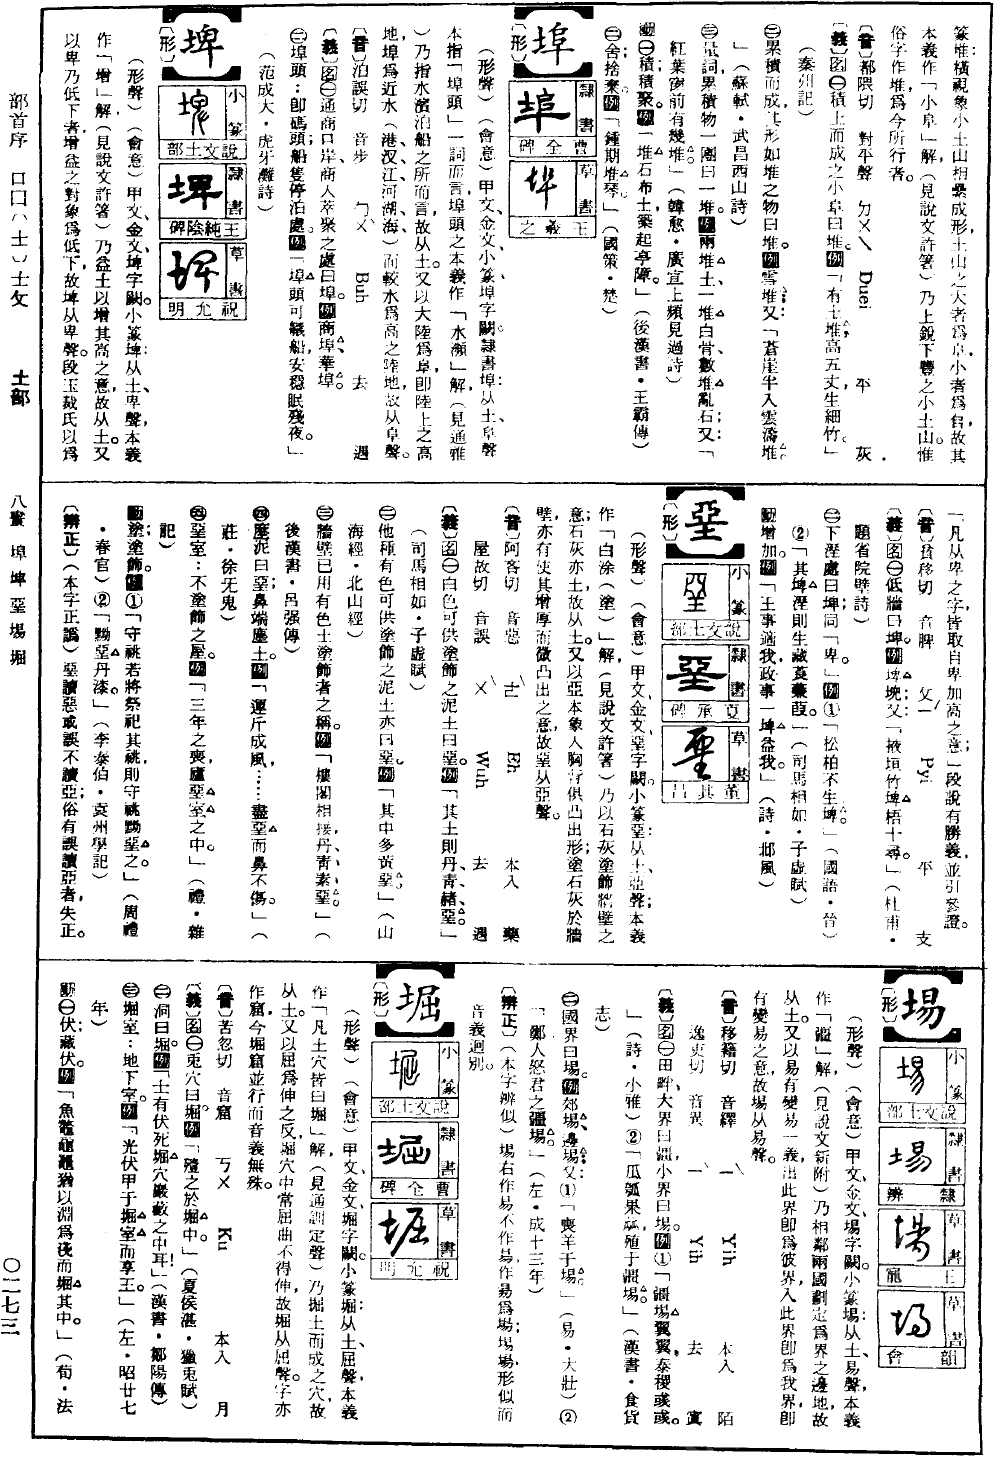 部首序 口囗(士)士夂 土部 八畫 埠埤堊埸堀 〇二七三
篆惟橫視象小土山相疊成形土山之大者爲阜小者爲𠂤故其
本義作「小阜」解(見說文許箸)乃上銳下豐之小土山惟
俗字作堆爲今所行者。
〔音〕都隈切 對平聲 ㄉㄨㄟ Duei 平 灰
〔義〕名㊀積土而成之小阜曰堆。例「有土堆,高五丈,生細竹。」
(秦州記)
㊁累積而成,其形如堆之物曰堆。例雪堆又「蒼崖半入雲濤堆
」(蘇軾・武昌西山詩)
㊂量詞累積物一團曰一堆。例兩堆土、一堆白骨、數堆亂石;又「
紅葉窗前有幾堆」(韓愈・廣宣上頻見過詩)
動㊀積積聚。例「堆石布土,築起亭障。」(後漢書・王霸傳)
㊁舍捨棄。例「鍾期堆琴。」(國策・楚)
埠
〔形〕
隸書 曹全碑
草書 王羲之
(形聲)(會意)甲文、金文、小篆埠字闕隸書埠:从土、阜聲
本指「埠頭」一詞而言,埠頭之本義作「水瀕」解(見通雅
)乃指水濱泊船之所而言,故从土。又以大陸爲阜,即陸上之高
地,埠爲近水(港汊江河湖海)而較水爲高之陸地,故从阜聲。
〔音〕泊誤切 音步 ㄅㄨ Buh 去 遇
〔義〕名㊀通商口岸,商人萃聚之處曰埠。例商埠、華埠。
㊁埠頭:卽碼頭,船隻停泊處。例「埠頭可艤船,安穩眠殘夜。」
(范成大・虎牙灘詩)
埤
〔形〕
小篆 說文土部
隸書 王純陰碑
草書 祝允明
(形聲)(會意)甲文、金文、埤字闕。小篆埤:从土、卑聲,本義
作「增」解(見說文許箸)乃益土以增其高之意,故从土。又
以卑乃低下者,增益之對象爲低下,故埤从卑聲。段玉裁氏以爲
「凡从卑之字,皆取自卑加高之意;」段說有勝義,並引參證。
〔音〕貧移切 音脾 ㄆㄧ Pyi 平 支
〔義〕名㊀低牆曰埤。例埤堄;又:「掖垣竹埤梧十尋。」(杜甫・
題省院壁詩)
㊁下溼處曰埤,同「卑」。例①「松柏不生埤」(國語・晉)
②「其埤溼則生藏莨蒹葭。」(司馬相如・子虛賦)
動增加。例「王事適我,政事一埤益我。」(詩・邶風)
堊
〔形〕
小篆 說文土部
隸書 夏承碑
草書 董其昌
(形聲)(會意)甲文、金文、堊字闕。小篆堊从土、亞聲,本義
作「白涂(塗)」解(見說文許箸)乃以石灰塗飾牆壁之
意;石灰亦土,故从土。又以亞本象人胸脊俱凸出形,塗石灰於牆
壁亦有使其增厚而微凸出之意,故堊从亞聲。
〔音〕阿各切 音惡 ㄜ Eh 本入 藥
屋故切 音誤 ㄨ Wuh 去 遇
〔義〕名㊀白色可供塗飾之泥土曰堊。例「其土則丹、青、赭、堊。」
(司馬相如・子虛賦)
㊁他種有色可供塗飾之泥土亦曰堊。例「其中多黃堊。」(山
海經・北山經)
㊂牆壁已用有色土塗飾者之稱。例「樓閣相接,丹青素堊。」(
後漢書・呂强傳)
㊃塵泥曰堊;鼻端塵土。例「運斤成風,……盡堊而鼻不傷。」(
莊・徐无鬼)
㊄堊室:不塗飾之屋。例「三年之喪,廬堊室之中。」(禮・雜
記)
動塗;塗飾。例①「守祧若將祭祀,其祧,則守祧黝堊之。」(周禮
・春官)②「黝堊丹漆。」(李泰伯・袁州學記)
〔辨正〕(本字正譌)堊讀惡或誤不讀亞,俗有誤讀亞者,失正。
埸
〔形〕
小篆 說文土部
隸書 隸辨
草書 王寵
草書 韻會
(形聲)(會意)甲文、金文、埸字闕。小篆埸:从土、易聲,本義
作「疆」解(見說文新附)乃相鄰兩國劃定爲界之邊地,故
从土。又以易有變易一義,出此界卽爲彼界,入此界卽爲我界,卽
有變易之意,故埸从易聲。
〔音〕移籍切 音繹 ㄧ Yih 本入 陌
逸吏切 音異 ㄧ Yih 去 寘
〔義〕名㊀田畔;大界曰疆,小界曰埸。例①「疆埸翼翼,黍稷彧彧。
」(詩・小雅)②「瓜瓠果蓏,殖于疆埸。」(漢書・食貨
志)
㊁國界曰埸。例郊埸、邊埸;又①「喪羊于埸。」(易・大壯)②
「鄭人怒君之疆埸。」(左・成十三年)
〔辨正〕(本字辨似)埸右作易,不作昜,作昜爲場;埸場形似而
音義迥別。
堀
〔形〕
小篆 說文土部
隸書 曹全碑
草書 祝允明
(形聲)(會意)甲文、金文、堀字闕。小篆堀:从土、屈聲,本義
作「凡土穴皆曰堀」解(見通訓定聲)乃堀土而成之穴,故
从土。又以屈爲伸之反,堀穴中常屈曲不得伸,故堀从屈聲。字亦
作窟,今堀窟並行而音義無殊。
〔音〕苦忽切 音窟 ㄎㄨ Ku 本入 月
〔義〕名㊀兎穴曰堀。例「殪之於堀中。」(夏侯湛・獵兎賦)
㊁洞曰堀。例「士有伏死堀穴巖藪之中耳!」(漢書・鄒陽傳)
㊂堀室:地下室。例「光伏甲于堀室而享王。」(左・昭廿七
年)
動㊀伏;藏伏。例「魚鼈黿鼉猶以淵爲淺而堀其中。」(荀・法